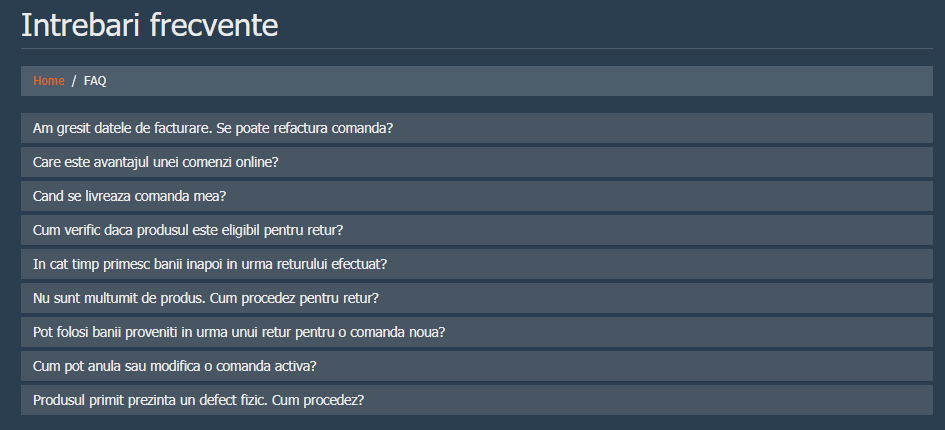 Intrebari frecvente
Home / FAQ
Am gresit datele de facturare. Se poate refactura comanda?
Care este avantajul unei comenzi online?
Cand se livreaza comanda mea?
Cum verific daca produsul este eligibil pentru retur?
In cat timp primesc banii inapoi in urma returului efectuat?
Nu sunt multumit de produs. Cum procedez pentru retur?
Pot folosi banii proveniti in urma unui retur pentru o comanda noua?
Cum pot anula sau modifica o comanda activa?
Produsul primit prezinta un defect fizic. Cum procedez?